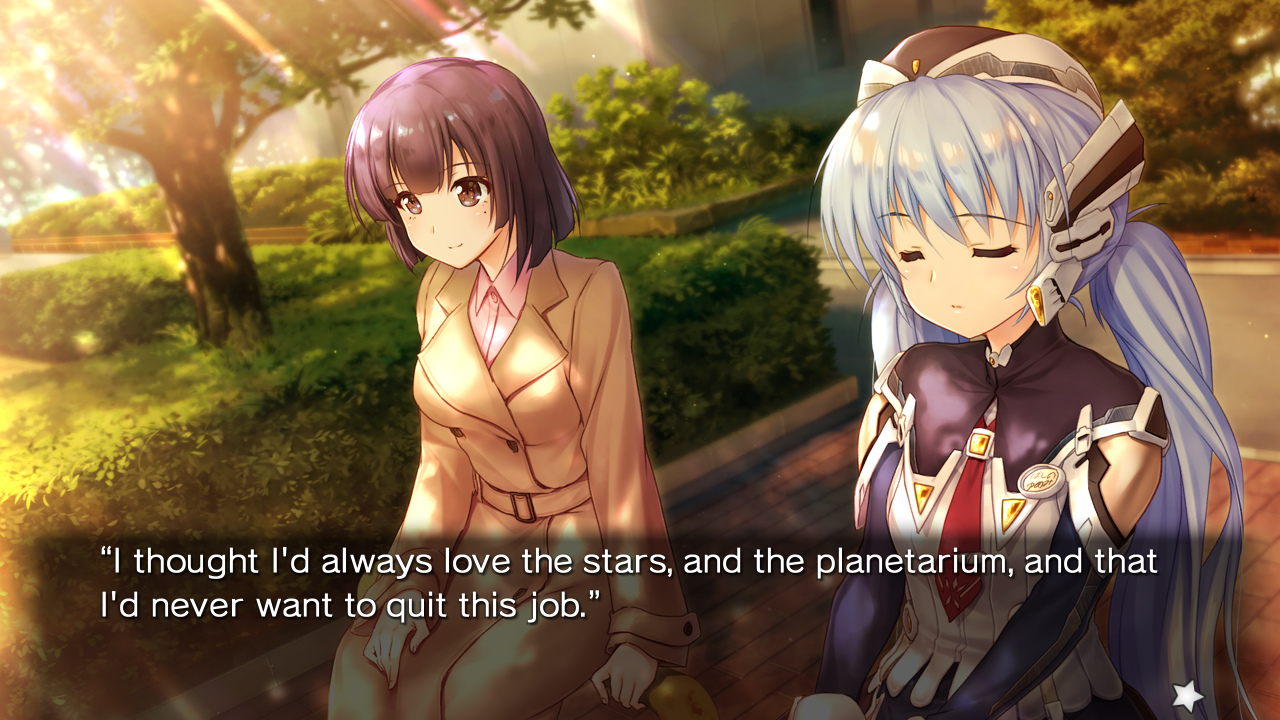 “I thought I'd always love the stars, and the planetarium, and that
I'd never want to quit this job.”